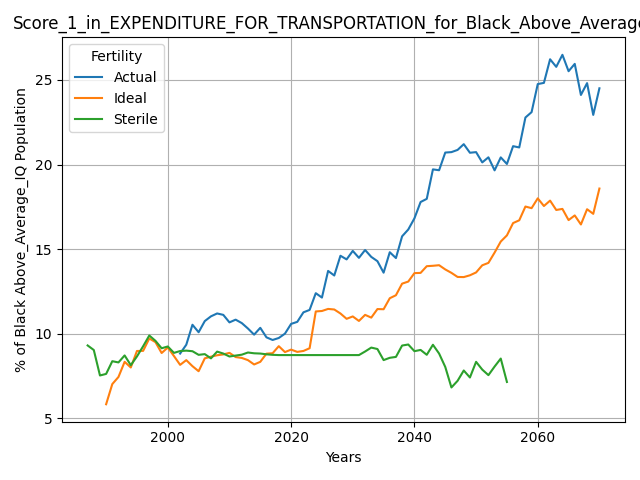 Score_1_in_EXPENDITURE_FOR_TRANSPORTATION_for_Black_Above_Average
Fertility
Actual
Ideal
Sterile
% of Black Above_Average_IQ Population
25
20
15
10
5
2000 2020 2040 2060
Years